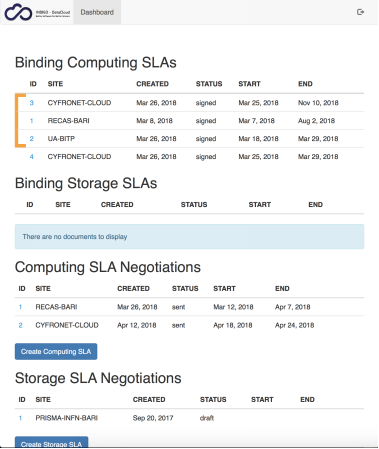 INDIGO - DataCloud
Dashboard
Binding Computing SLAs
ID SITE CREATED STATUS START END
3 CYFRONET-CLOUD Mar 26, 2018 signed Mar 25, 2018 Nov 10, 2018
1 RECAS-BARI Mar 8, 2018 signed Mar 7, 2018 Aug 2, 2018
2 UA-BITP Mar 26, 2018 signed Mar 18, 2018 Mar 29, 2018
4 CYFRONET-CLOUD Mar 26, 2018 signed Mar 25, 2018 Mar 29, 2018
Binding Storage SLAs
ID SITE CREATED STATUS START END
There are no documents to display
Computing SLA Negotiations
ID SITE CREATED STATUS START END
1 RECAS-BARI Mar 26, 2018 sent Mar 12, 2018 Apr 7, 2018
2 CYFRONET-CLOUD Apr 12, 2018 sent Apr 18, 2018 Apr 24, 2018
Create Computing SLA
Storage SLA Negotiations
ID SITE CREATED STATUS START END
1 PRISMA-INFN-BARI Sep 20, 2017 draft
Create Storage SLA